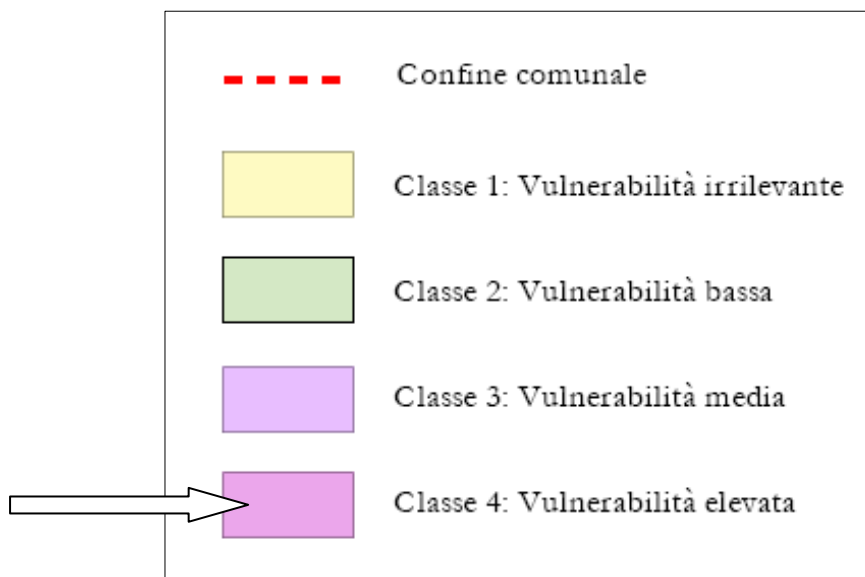 Confine comunale
Classe 1: Vulnerabilità irrilevante
Classe 2: Vulnerabilità bassa
Classe 3: Vulnerabilità media
Classe 4: Vulnerabilità elevata